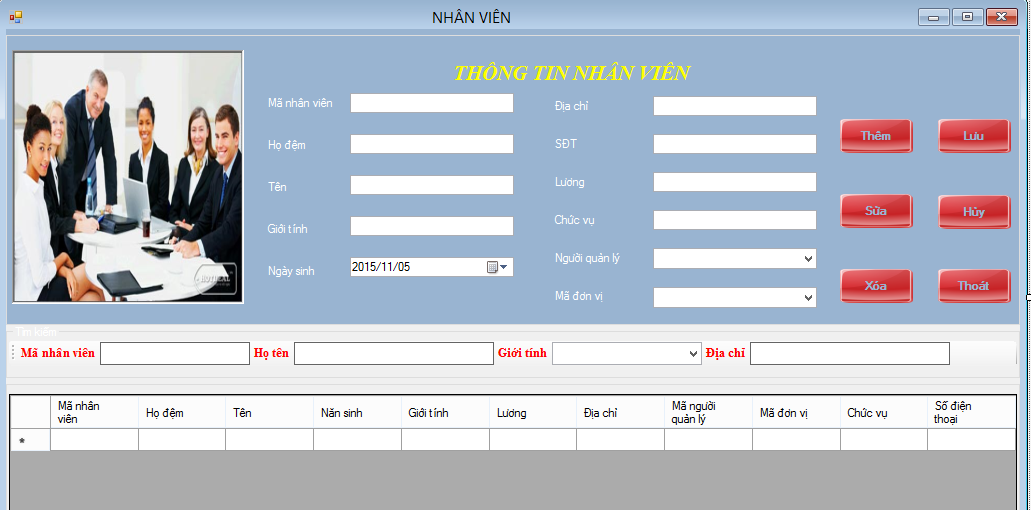 NHÂN VIÊN
THÔNG TIN NHÂN VIÊN
Mã nhân viên
Địa chỉ
Họ đệm
SĐT
Tên
Lương
Giới tính
Chức vụ
Ngày sinh
2015/11/05
Người quản lý
Mã đơn vị
Thêm
Lưu
Sửa
Hủy
Xóa
Thoát
Tìm kiếm
Mã nhân viên
Họ tên
Giới tính
Địa chĩ
Mã nhân
viên
Họ đệm
Tên
Năm sinh
Giới tính
Lương
Địa chỉ
Mã người
quản lý
Mã đơn vị
Chức vụ
Số điện
thoại
*